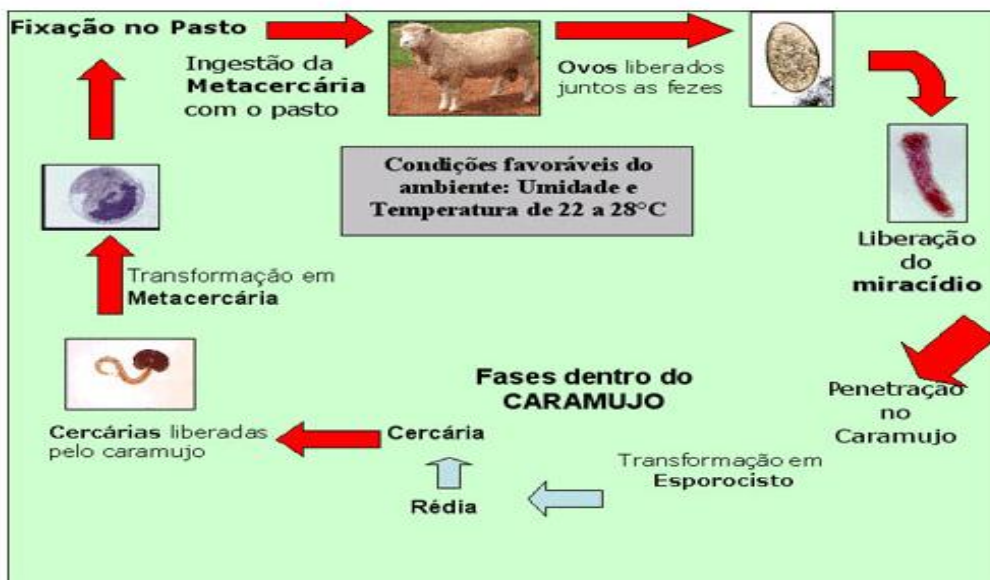 Fixação no Pasto
Ingestão da
Metacercária
com o pasto
Ovos liberados
juntos as fezes
Condições favoráveis do
ambiente: Umidade e
Temperatura de 22 a 28°C
Liberação
do
miracídio
Penetração
no
Caramujo
Fases dentro do
CARAMUJO
Transformação em
Esporocisto
Rédia
Cercária
Cercárias liberadas
pelo caramujo
Transformação em
Metacercária